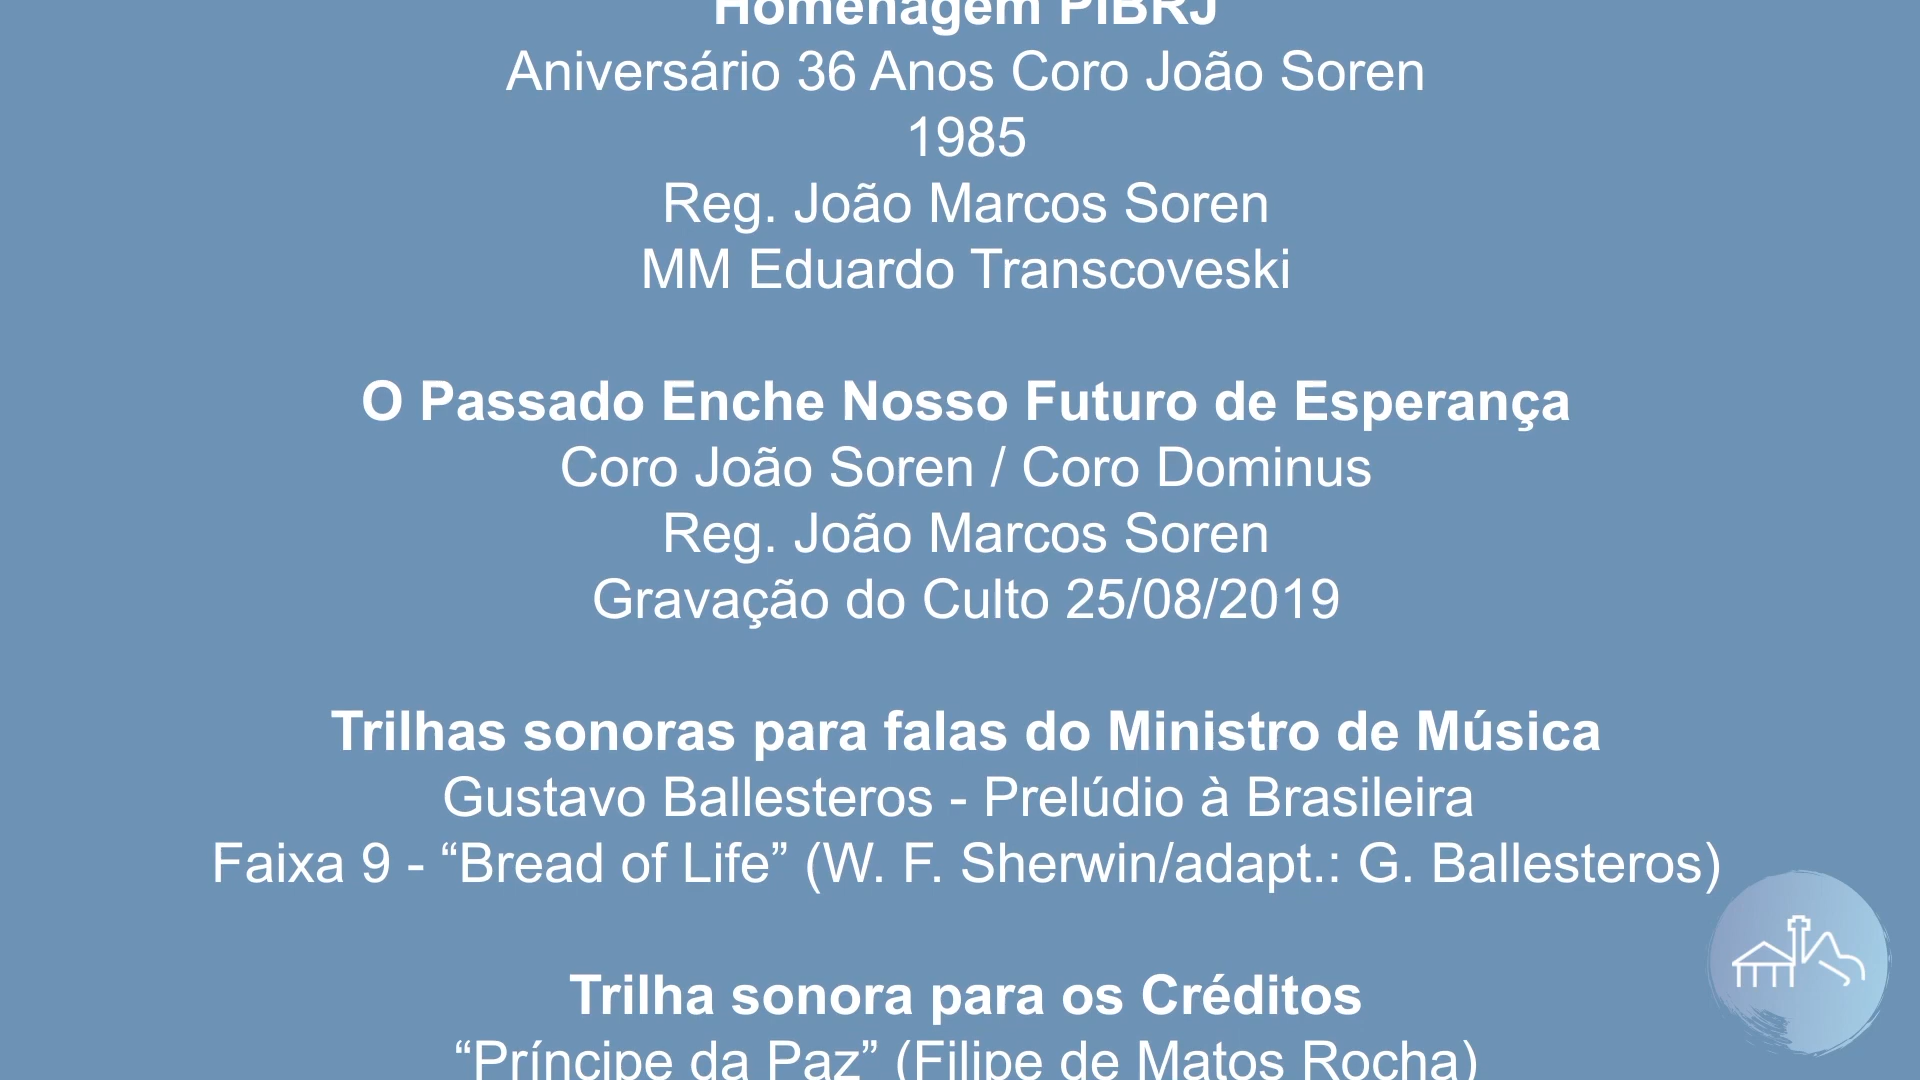 Homenagem PIBRJ
Aniversário 36 Anos Coro João Soren
1985
Reg. João Marcos Soren
MM Eduardo Transcoveski
O Passado Enche Nosso Futuro de Esperança
Coro João Soren / Coro Dominus
Reg. João Marcos Soren
Gravação do Culto 25/08/2019
Trilhas sonoras para falas do Ministro de Música
Gustavo Ballesteros - Prelúdio à Brasileira
Faixa 9 - “Bread of Life” (W. F. Sherwin/adapt.: G. Ballesteros)
Trilha sonora para os Créditos
“Príncipe da Paz” (Filipe de Matos Rocha)